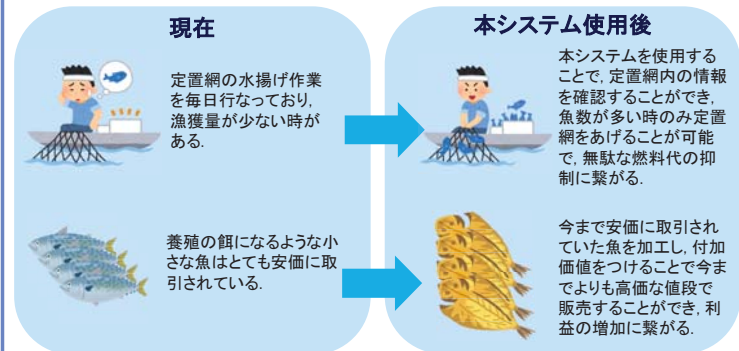 現在
定置網の水揚げ作業
を毎日行なっており,
漁獲量が少ない時が
ある.
養殖の餌になるような小
さな魚はとても安価に取
引されている.
本システム使用後
本システムを使用する
ことで, 定置網内の情報
を確認することができ,
魚数が多い時のみ定置
網をあげることが可能
で, 無駄な燃料代の抑
制に繋がる.
今まで安価に取引され
ていた魚を加工し, 付加
価値をつけることで今ま
でよりも高価な値段で
販売することができ, 利
益の増加に繋がる.